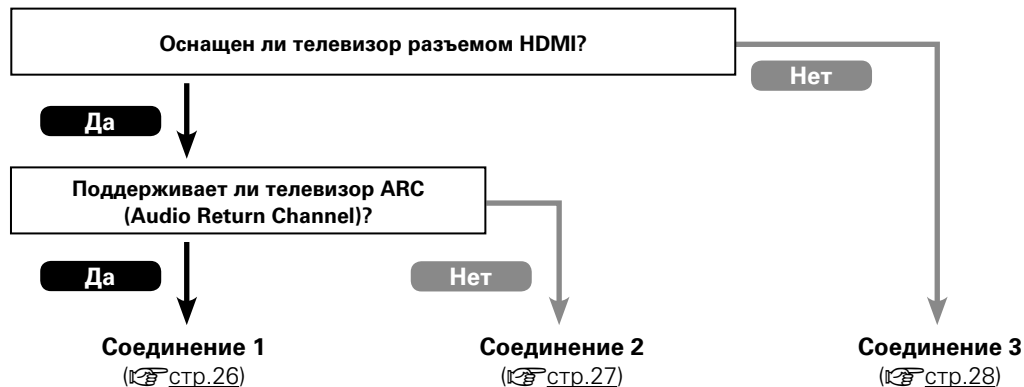 Оснащен ли телевизор разъемом HDMI?
Нет
Да
Поддерживает ли телевизор ARC
(Audio Return Channel)?
Да
Нет
Соединение 1
(стр.26)
Соединение 2
(стр.27)
Соединение 3
(стр.28)